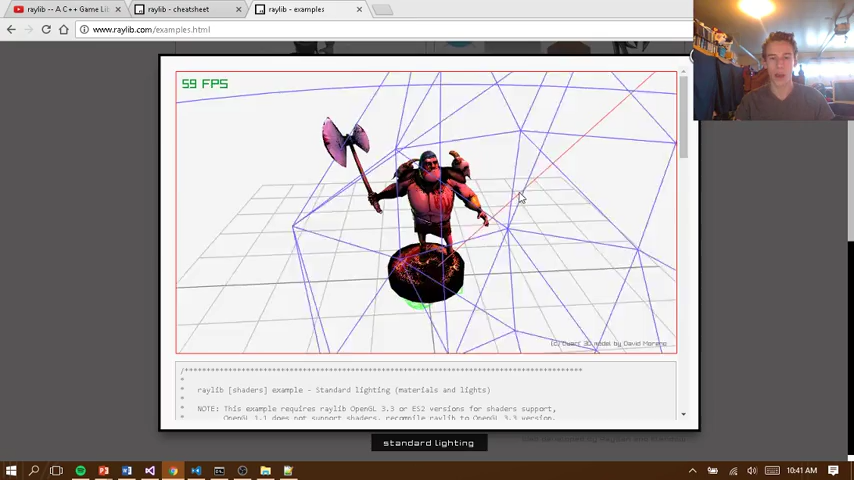 raylib -- A C++ Game Lib
raylib - cheatsheet
raylib - examples
www.raylib.com/examples.html
59 FPS
(c) Dwarf 3D model by David Moreno
/****************************************************************************************
*
* raylib [shaders] example - Standard lighting (materials and lights)
*
* NOTE: This example requires raylib OpenGL 3.3 or ES2 versions for shaders support,
* OpenGL 1.1 does not support shaders, recompile raylib to OpenGL 3.3 version.
standard lighting
10:41 AM